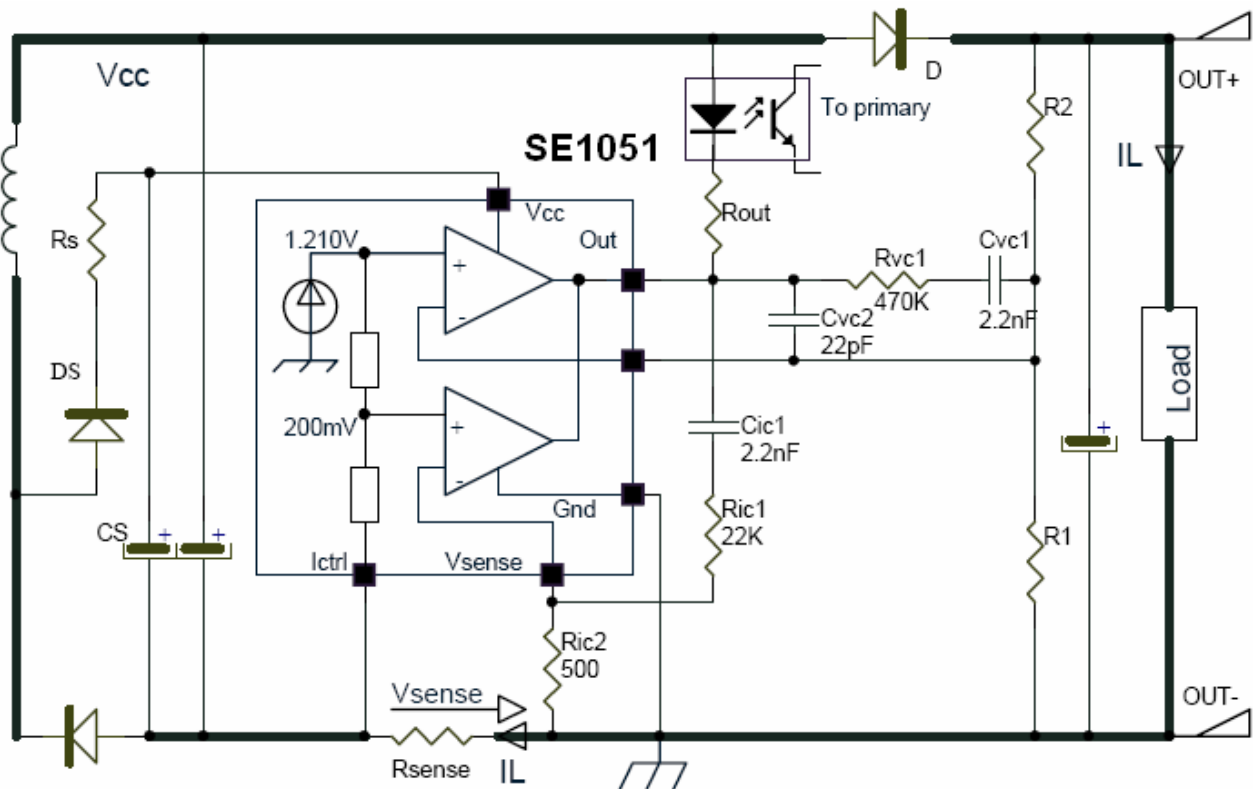 Vcc
OUT+
D
R2
To primary
IL
SE1051
Rout
Vcc
Out
Rs
1.210V
Rvc1
470K
Cvc1
2.2nF
Cvc2
22pF
+
-
DS
Load
200mV
+
-
Cic1
2.2nF
+
Gnd
Ric1
22K
CS
+
+
R1
Ictrl
Vsense
Ric2
500
Vsense
OUT-
Rsense
IL